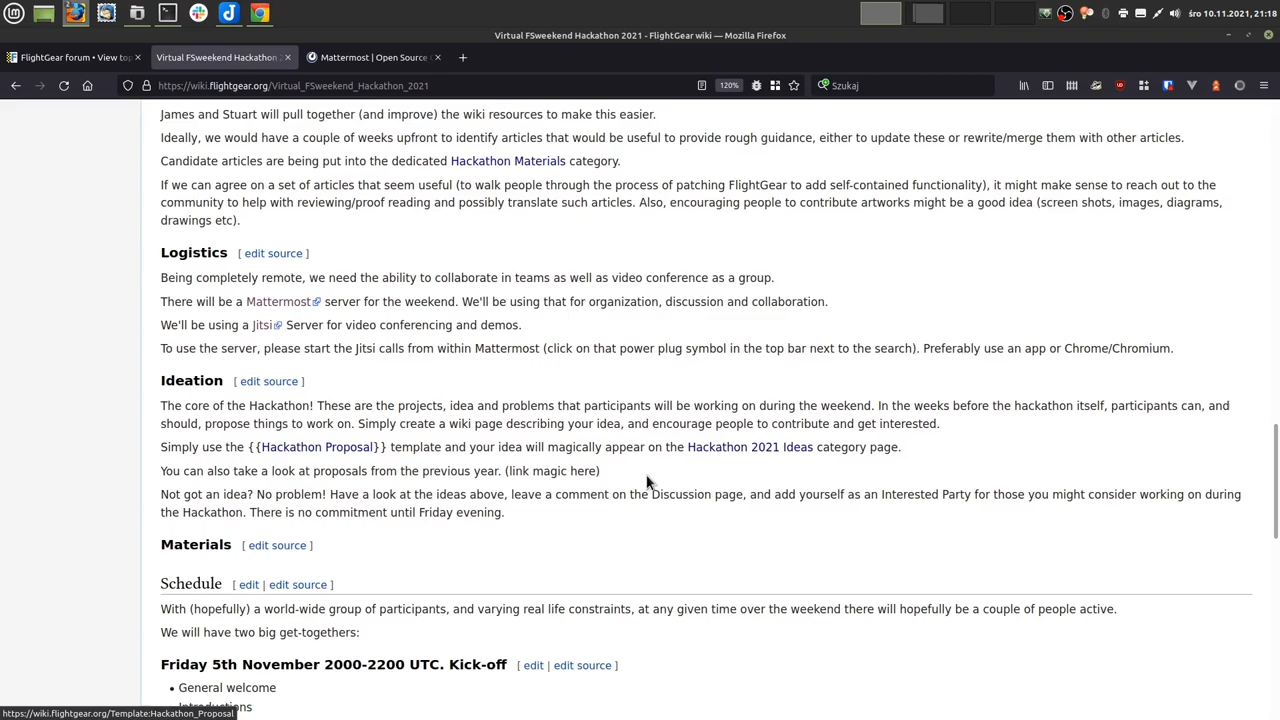 śro 10.11.2021, 21:18
Virtual FSweekend Hackathon 2021 - FlightGear wiki — Mozilla Firefox
FlightGear forum • View top
Virtual FSweekend Hackathon
Mattermost | Open Source
https://wiki.flightgear.org/Virtual_FSweekend_Hackathon_2021
120%
Szukaj
James and Stuart will pull together (and improve) the wiki resources to make this easier.
Ideally, we would have a couple of weeks upfront to identify articles that would be useful to provide rough guidance, either to update these or rewrite/merge them with other articles.
Candidate articles are being put into the dedicated Hackathon Materials category.
If we can agree on a set of articles that seem useful (to walk people through the process of patching FlightGear to add self-contained functionality), it might make sense to reach out to the
community to help with reviewing/proof reading and possibly translate such articles. Also, encouraging people to contribute artworks might be a good idea (screen shots, images, diagrams,
drawings etc).
Logistics [ edit source ]
Being completely remote, we need the ability to collaborate in teams as well as video conference as a group.
There will be a Mattermost server for the weekend. We'll be using that for organization, discussion and collaboration.
We'll be using a Jitsi Server for video conferencing and demos.
To use the server, please start the Jitsi calls from within Mattermost (click on that power plug symbol in the top bar next to the search). Preferably use an app or Chrome/Chromium.
Ideation [ edit source ]
The core of the Hackathon! These are the projects, idea and problems that participants will be working on during the weekend. In the weeks before the hackathon itself, participants can, and
should, propose things to work on. Simply create a wiki page describing your idea, and encourage people to contribute and get interested.
Simply use the {{Hackathon Proposal}} template and your idea will magically appear on the Hackathon 2021 Ideas category page.
You can also take a look at proposals from the previous year. (link magic here)
Not got an idea? No problem! Have a look at the ideas above, leave a comment on the Discussion page, and add yourself as an Interested Party for those you might consider working on during
the Hackathon. There is no commitment until Friday evening.
Materials [ edit source ]
Schedule [ edit | edit source ]
With (hopefully) a world-wide group of participants, and varying real life constraints, at any given time over the weekend there will hopefully be a couple of people active.
We will have two big get-togethers:
Friday 5th November 2000-2200 UTC. Kick-off [ edit | edit source ]
• General welcome
Introductions
https://wiki.flightgear.org/Template:Hackathon_Proposal